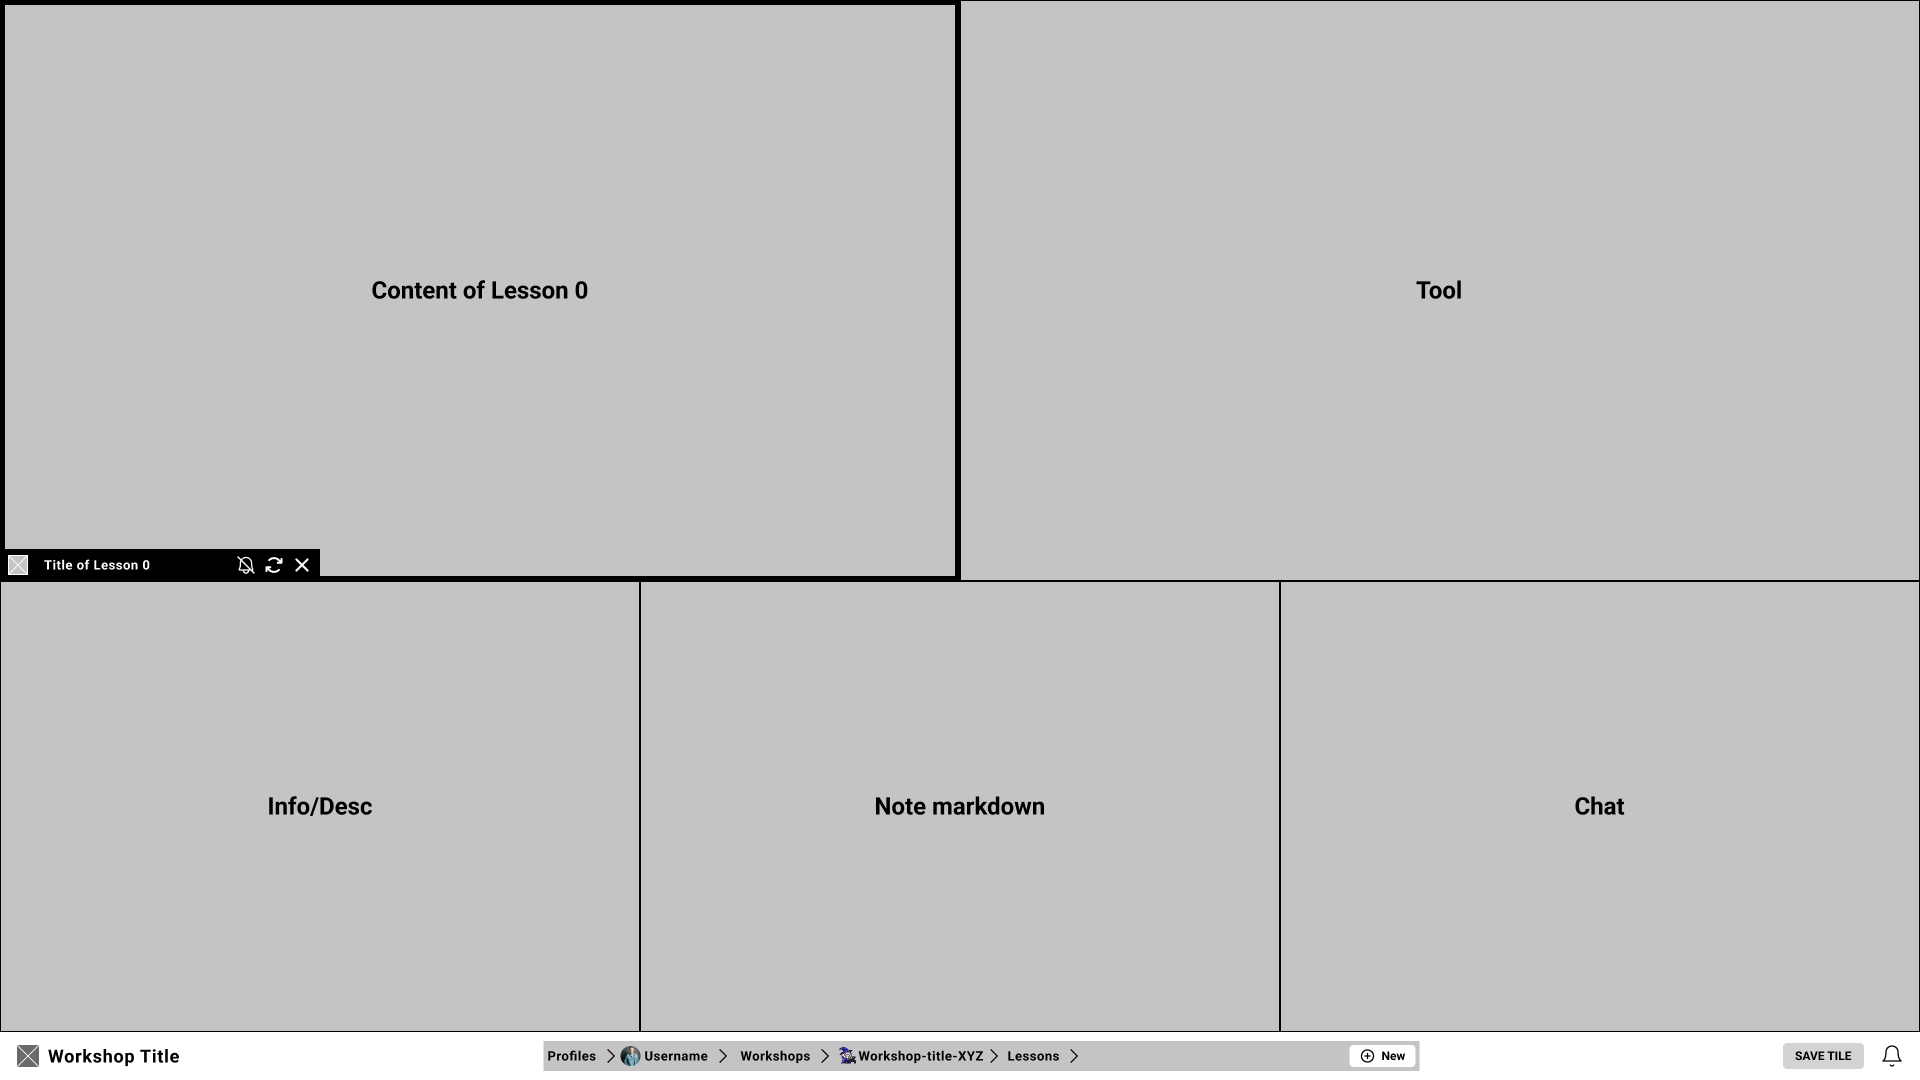 Content of Lesson 0
Tool
Title of Lesson 0
Info/Desc
Note markdown
Chat
Workshop Title
Profiles
Username
Workshops
Workshop-title-XYZ
Lessons
New
SAVE TILE